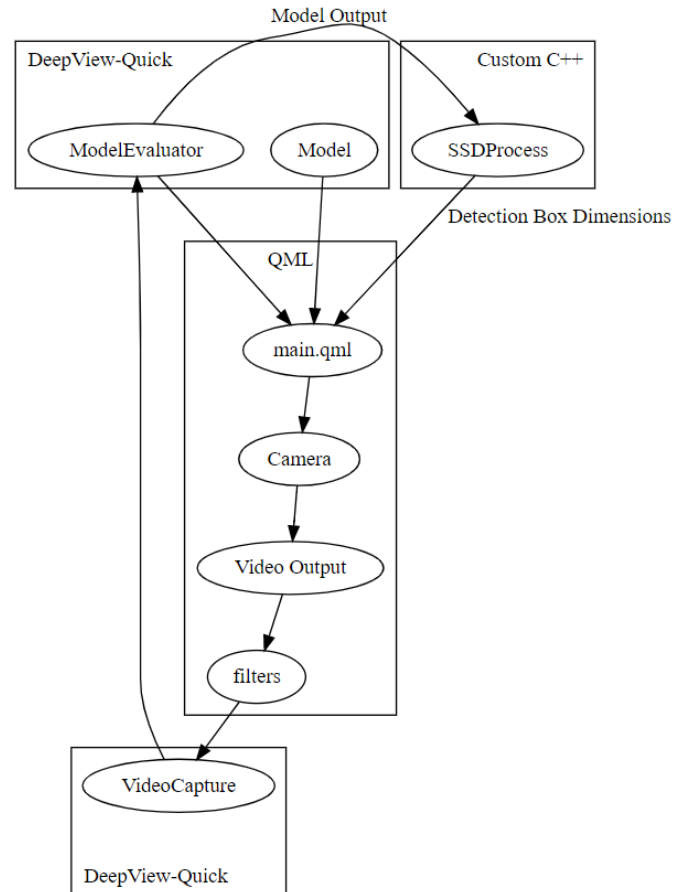 Model Output
DeepView-Quick
Custom C++
ModelEvaluator
Model
SSDProcess
Detection Box Dimensions
QML
main.qml
Camera
Video Output
filters
VideoCapture
DeepView-Quick